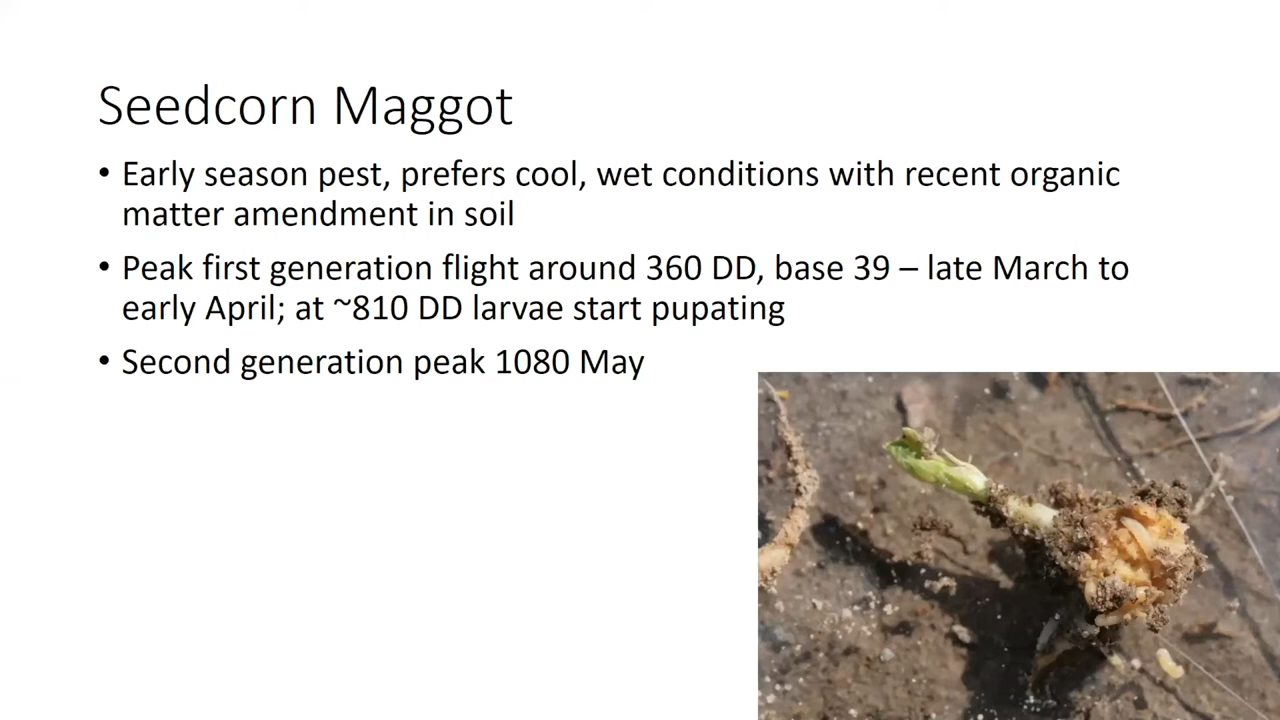 Seedcorn Maggot
• Early season pest, prefers cool, wet conditions with recent organic
matter amendment in soil
• Peak first generation flight around 360 DD, base 39 – late March to
early April; at ~810 DD larvae start pupating
• Second generation peak 1080 May